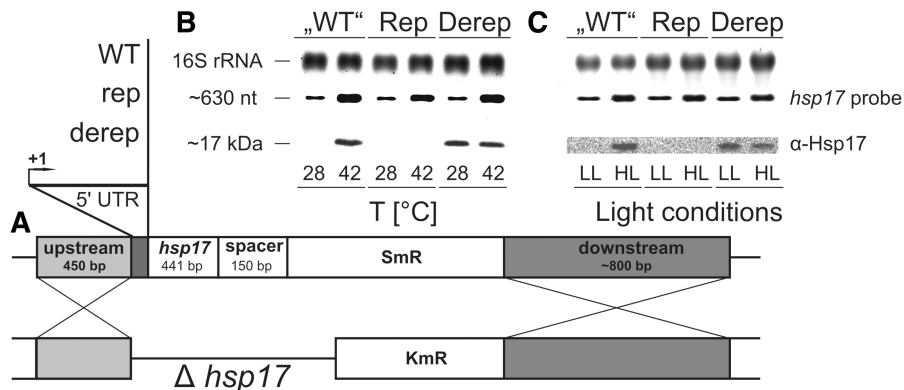 B
„WT“ Rep Derep
C
„WT“ Rep Derep
WT
rep
derep
+1
5' UTR
16S rRNA
~630 nt
~17 kDa
hsp17 probe
α-Hsp17
28 42 28 42 28 42
T [°C]
LL HL LL HL LL HL
Light conditions
A
upstream
450 bp
hsp17
441 bp
spacer
150 bp
SmR
downstream
~800 bp
KmR
Δ hsp17